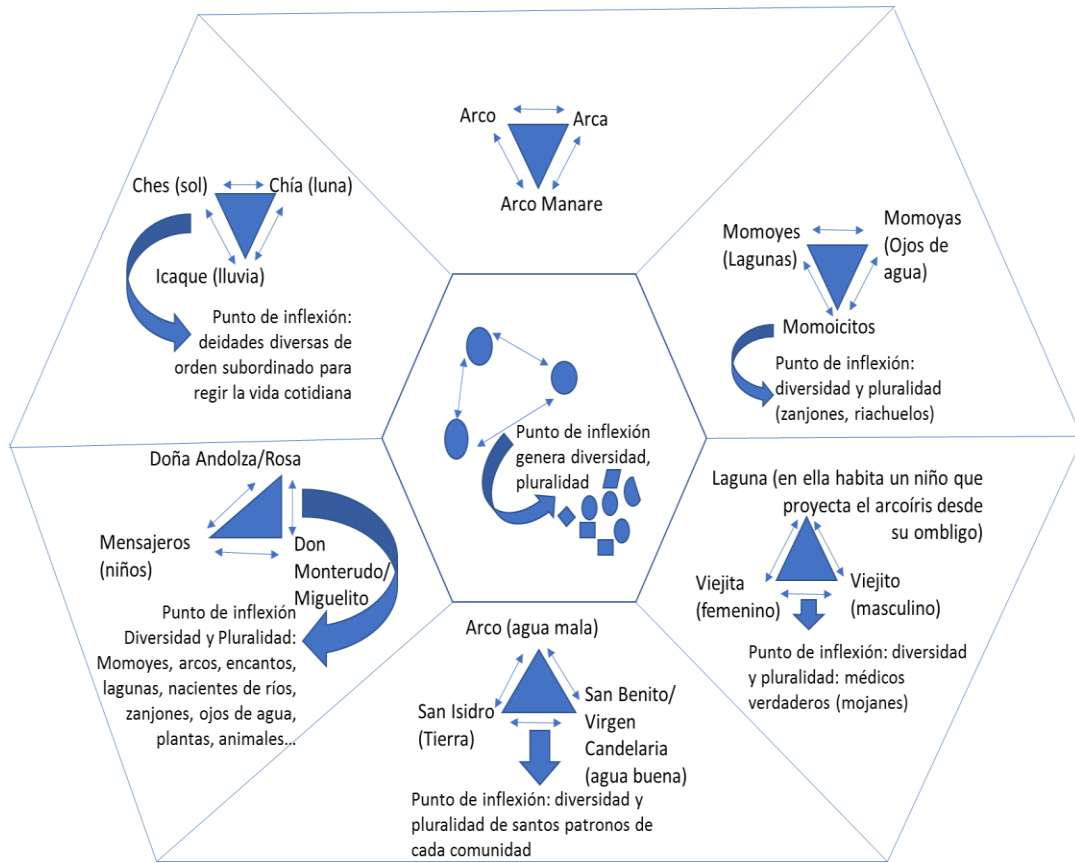 Arco
Arca
Arco Manare
Ches (sol)
Chía (luna)
Icaque (lluvia)
Punto de inflexión:
deidades diversas de
orden subordinado para
regir la vida cotidiana
Momoyes
(Lagunas)
Momoyas
(Ojos de
agua)
Momoicitos
Punto de inflexión:
diversidad y pluralidad
(zanjones, riachuelos)
Punto de inflexión
genera diversidad,
pluralidad
Doña Andolza/Rosa
Mensajeros
(niños)
Don
Monterudo/
Miguelito
Punto de inflexión
Diversidad y Pluralidad:
Momoyes, arcos, encantos,
lagunas, nacientes de ríos,
zanjones, ojos de agua,
plantas, animales...
Laguna (en ella habita un niño que
proyecta el arcoíris desde
su ombligo)
Viejita
(femenino)
Viejito
(masculino)
Punto de inflexión: diversidad
y pluralidad: médicos
verdaderos (mojanes)
Arco (agua mala)
San Isidro
(Tierra)
San Benito/
Virgen
Candelaria
(agua buena)
Punto de inflexión: diversidad y
pluralidad de santos patronos de
cada comunidad